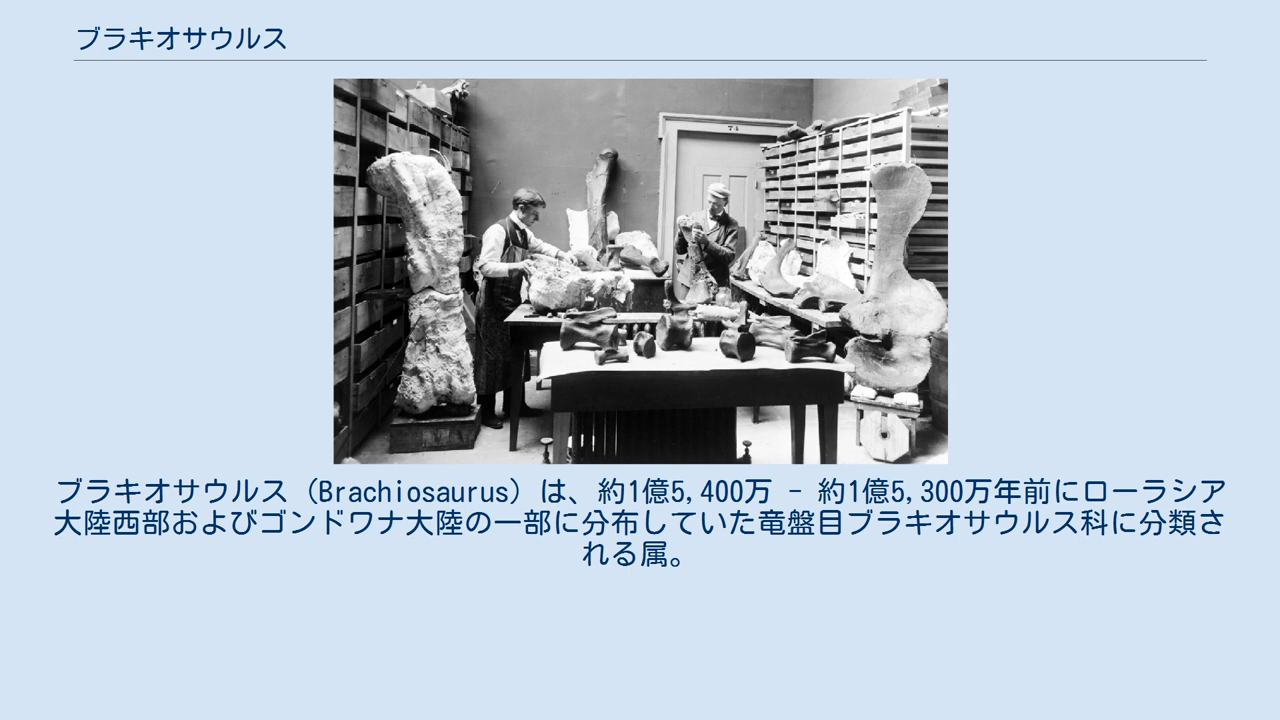 ブラキオサウルス
74
ブラキオサウルス（Brachiosaurus）は、約1億5,400万 - 約1億5,300万年前にローラシア
大陸西部およびゴンドワナ大陸の一部に分布していた竜盤目ブラキオサウルス科に分類さ
れる属。